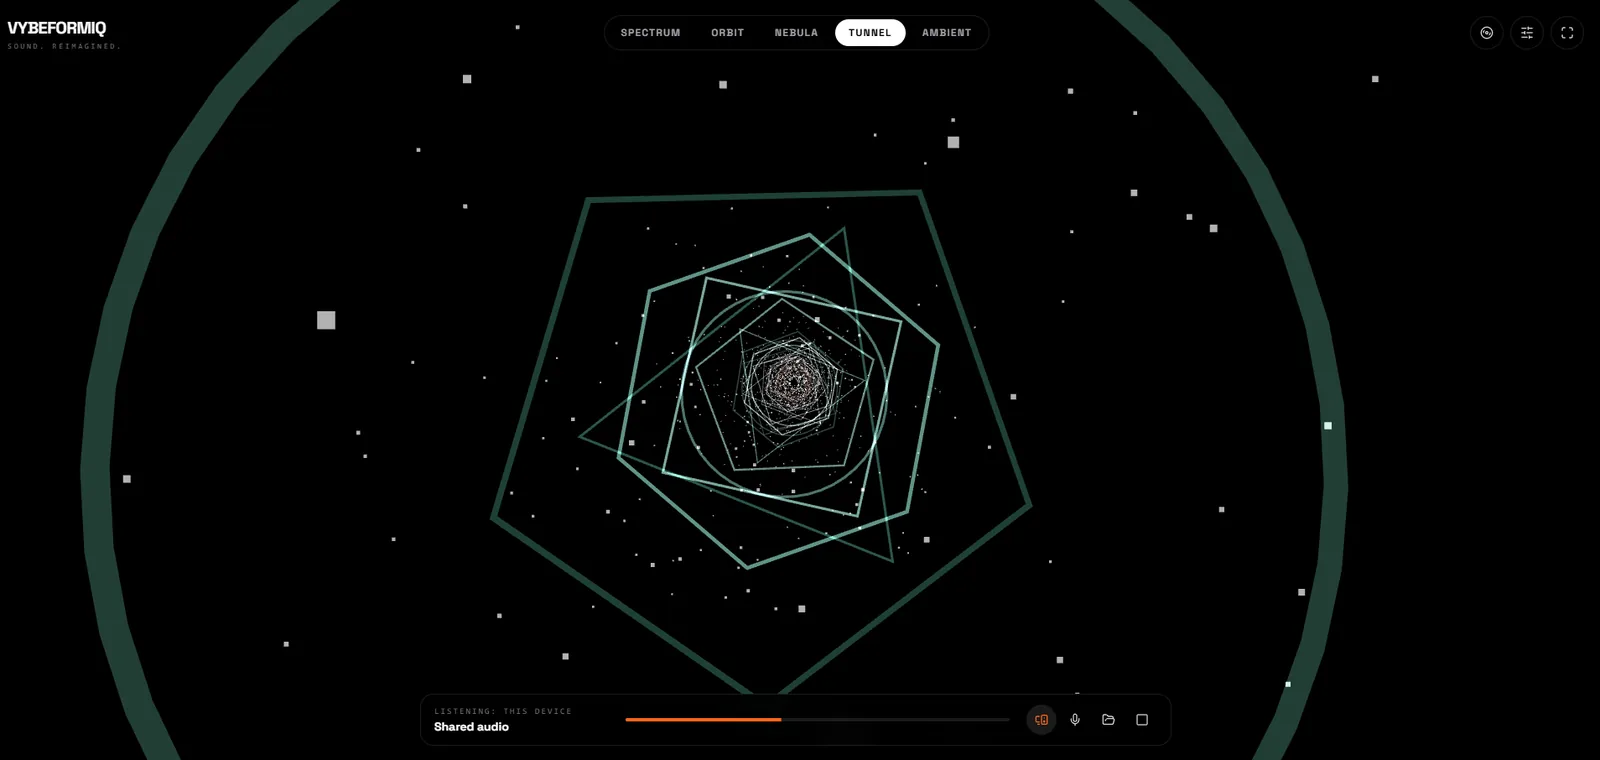 VYBEFORMIQ
SOUND. REIMAGINED.
SPECTRUM
ORBIT
NEBULA
TUNNEL
AMBIENT
LISTENING: THIS DEVICE
Shared audio